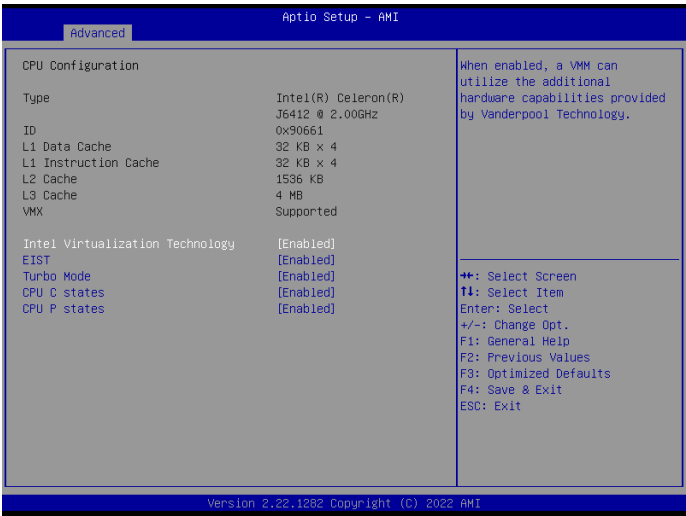 Aptio Setup – AMI
Advanced
CPU Configuration
Type Intel(R) Celeron(R)
J6412 @ 2.00GHz
ID 0x90661
L1 Data Cache 32 KB x 4
L1 Instruction Cache 32 KB x 4
L2 Cache 1536 KB
L3 Cache 4 MB
VMX Supported
Intel Virtualization Technology [Enabled]
EIST [Enabled]
Turbo Mode [Enabled]
CPU C states [Enabled]
CPU P states [Enabled]
When enabled, a VMM can
utilize the additional
hardware capabilities provided
by Vanderpool Technology.
→←: Select Screen
↑↓: Select Item
Enter: Select
+/-: Change Opt.
F1: General Help
F2: Previous Values
F3: Optimized Defaults
F4: Save & Exit
ESC: Exit
Version 2.22.1282 Copyright (C) 2022 AMI